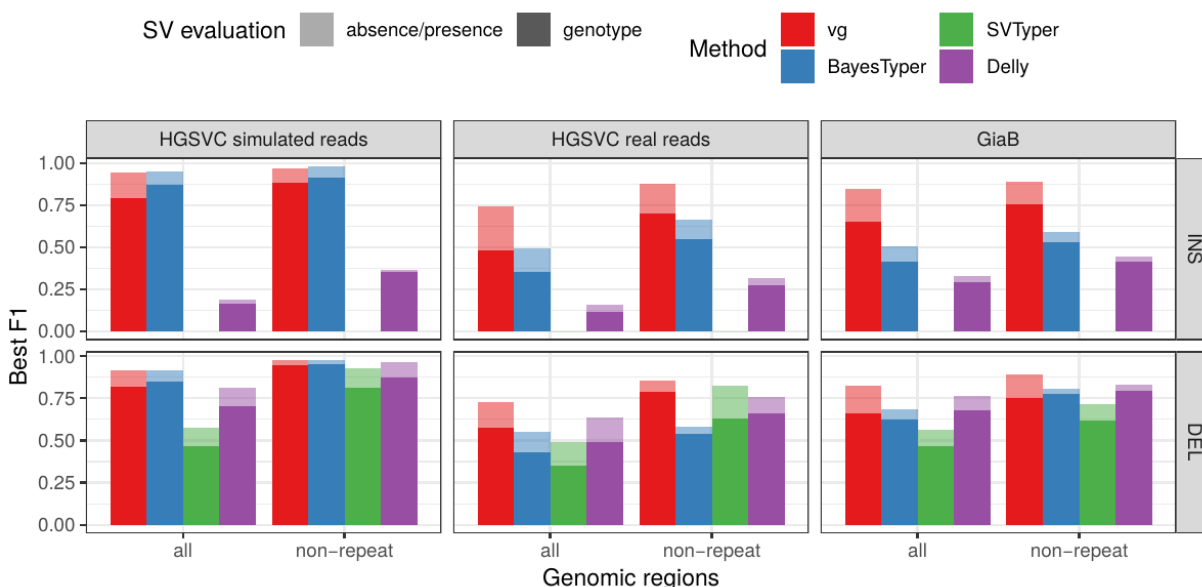 SV evaluation absence/presence genotype
Method vg SVTyper
BayesTyper Delly
HGSVC simulated reads HGSVC real reads GiaB
1.00
0.75
0.50
0.25
0.00
INS
1.00
0.75
0.50
0.25
0.00
DEL
Best F1
all non−repeat all non−repeat all non−repeat
Genomic regions